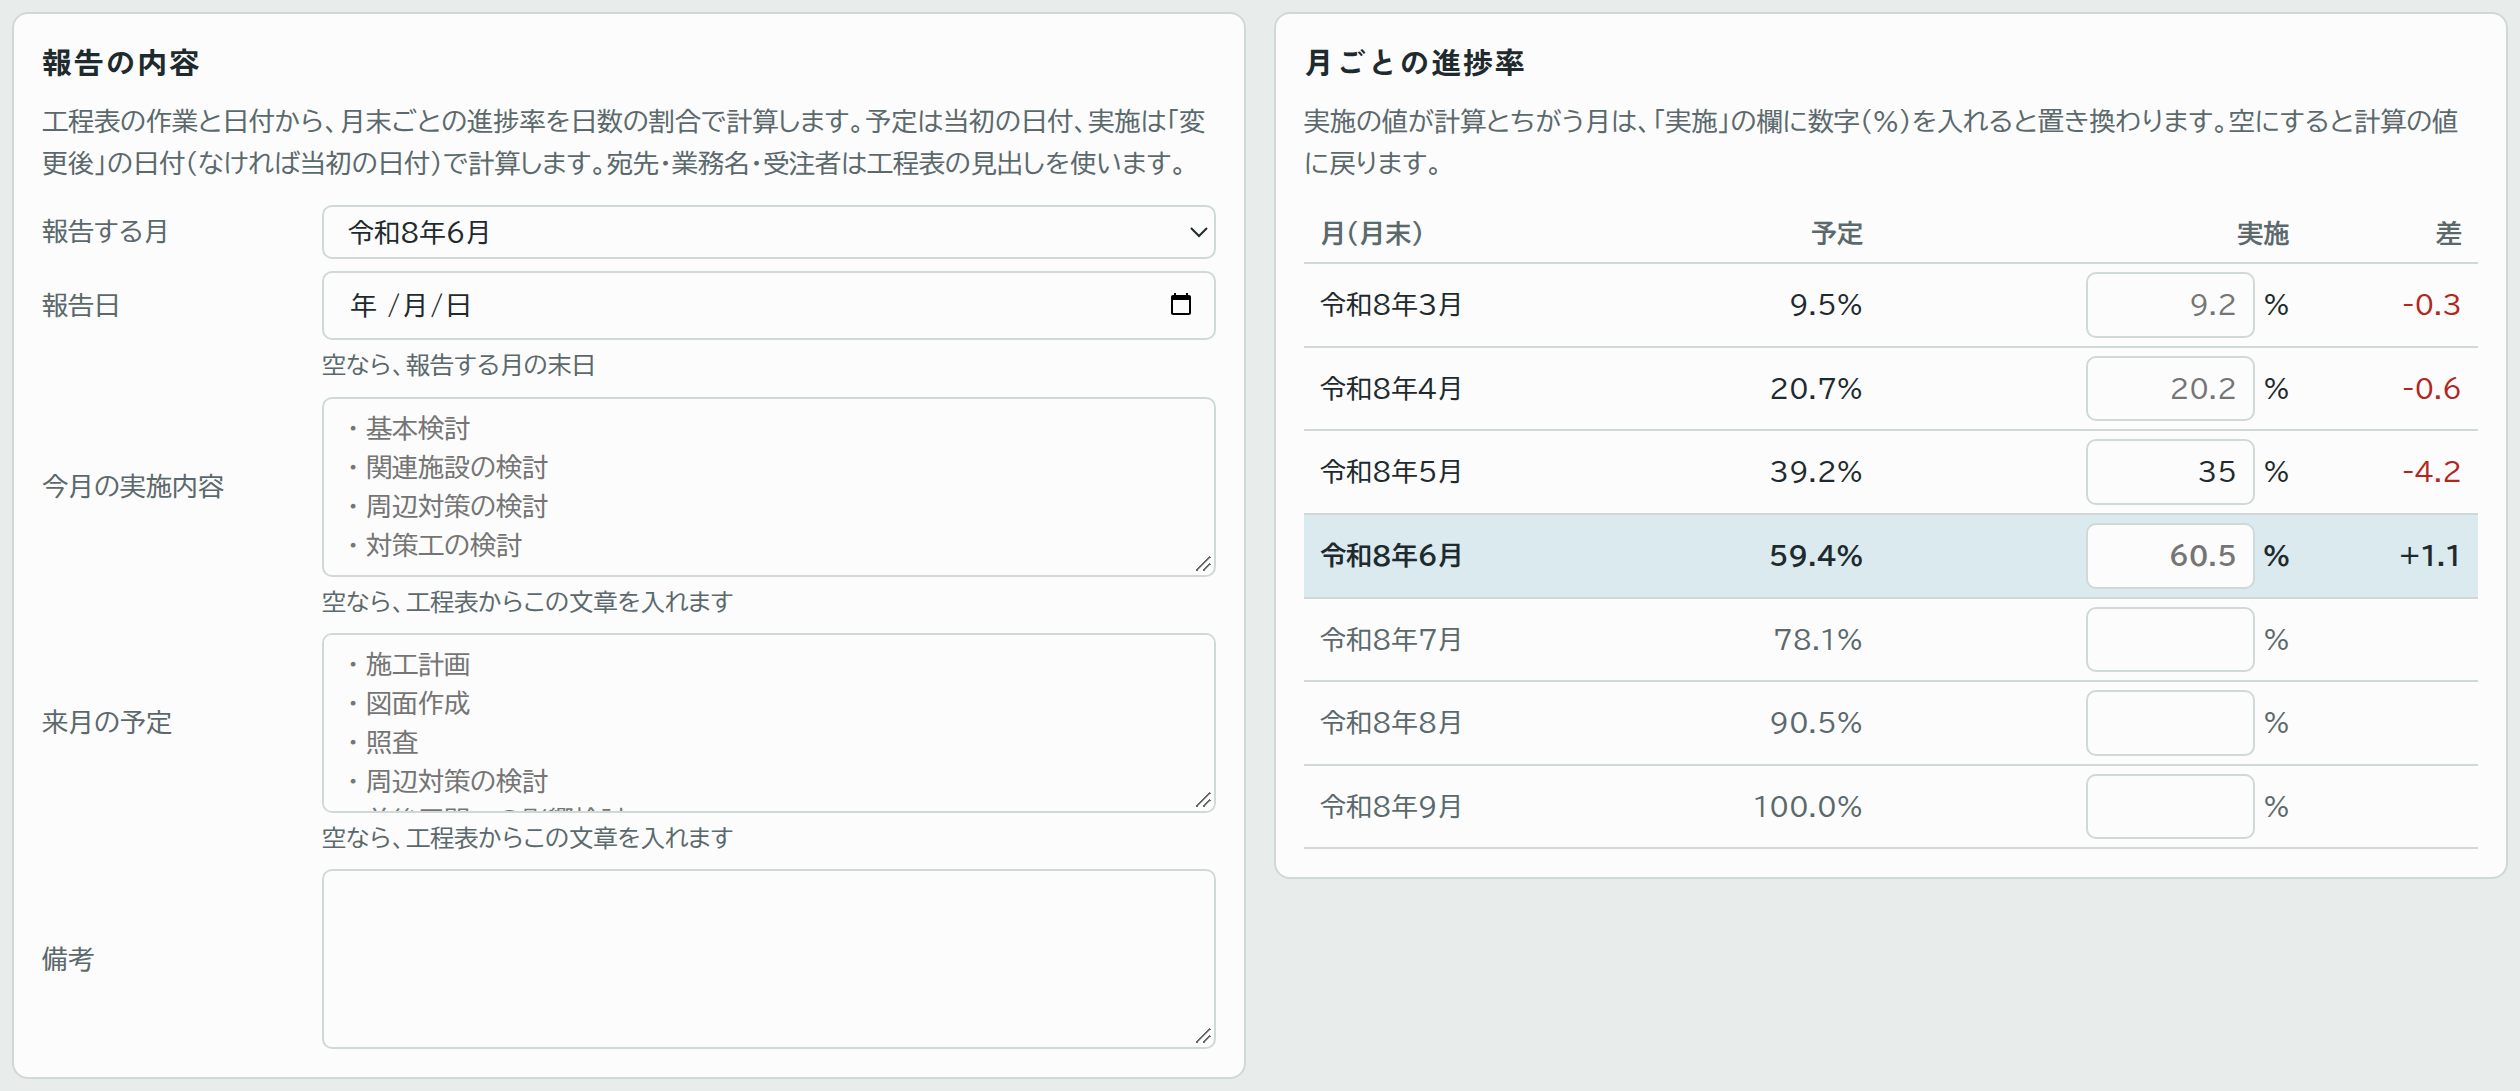 報告の内容
工程表の作業と日付から、月末ごとの進捗率を日数の割合で計算します。予定は当初の日付、実施は「変
更後」の日付（なければ当初の日付）で計算します。宛先・業務名・受注者は工程表の見出しを使います。
報告する月
令和8年6月
報告日
年 /月/日
空なら、報告する月の末日
今月の実施内容
・基本検討
・関連施設の検討
・周辺対策の検討
・対策工の検討
空なら、工程表からこの文章を入れます
来月の予定
・施工計画
・図面作成
・照査
・周辺対策の検討
空なら、工程表からこの文章を入れます
備考
月ごとの進捗率
実施の値が計算とちがう月は、「実施」の欄に数字（％）を入れると置き換わります。空にすると計算の値
に戻ります。
月（月末） 予定 実施 差
令和8年3月 9.5% 9.2 % -0.3
令和8年4月 20.7% 20.2 % -0.6
令和8年5月 39.2% 35 % -4.2
令和8年6月 59.4% 60.5 % +1.1
令和8年7月 78.1% %
令和8年8月 90.5% %
令和8年9月 100.0% %